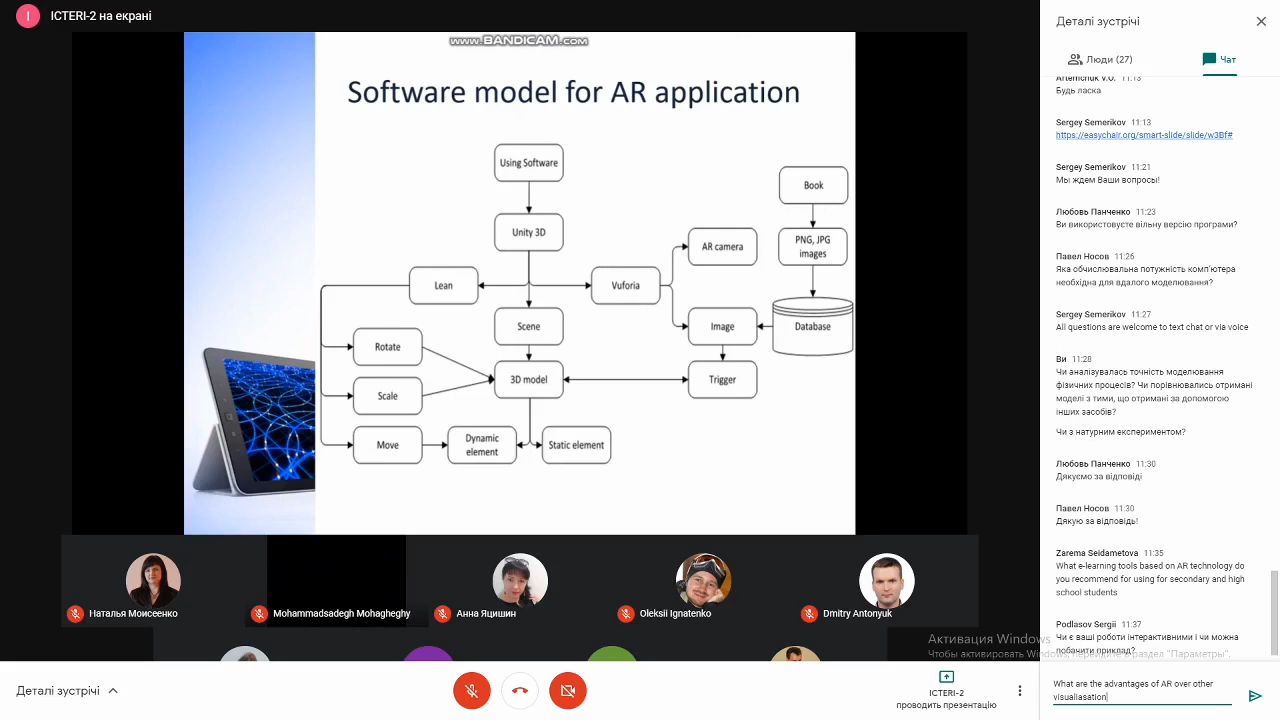 I
ICTERI-2 на екрані
www.BANDICAM.com
Software model for AR application
Using Software
Unity 3D
Lean
Vuforia
AR camera
Book
PNG, JPG
images
Scene
Image
Database
Rotate
3D model
Trigger
Scale
Move
Dynamic
element
Static element
Наталья Моисеенко
Mohammadsadegh Mohagheghy
Анна Яцишин
Oleksii Ignatenko
Dmitry Antonyuk
Деталі зустрічі
ICTERI-2
проводить презентацію
Деталі зустрічі
Люди (27)
Чат
Artemchuk V.O. 11:13
Будь ласка
Sergey Semerikov 11:13
https://easychair.org/smart-slide/slide/w3Bf#
Sergey Semerikov 11:21
Мы ждем Ваши вопросы!
Любовь Панченко 11:23
Ви використовуєте вільну версію програми?
Павел Носов 11:26
Яка обчислювальна потужність комп’ютера
необхідна для вдалого моделювання?
Sergey Semerikov 11:27
All questions are welcome to text chat or via voice
Ви 11:28
Чи аналізувалась точність моделювання
фізичних процесів? Чи порівнювались отримані
моделі з тими, що отримані за допомогою
інших засобів?
Чи з натурним експериментом?
Любовь Панченко 11:30
Дякуємо за відповіді
Павел Носов 11:30
Дякую за відповідь!
Zarema Seidametova 11:35
What e-learning tools based on AR technology do
you recommend for using for secondary and high
school students
Podlasov Sergii 11:37
Чи є ваші роботи інтерактивними і чи можна
побачити приклад?
Активация Windows
Чтобы активировать Windows, перейдите в раздел "Параметры".
What are the advantages of AR over other
visualiasation